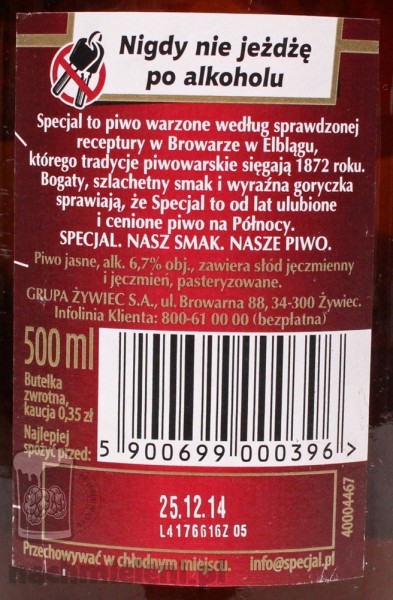 Nigdy nie jeżdżę
po alkoholu
Specjal to piwo warzone według sprawdzonej
receptury w Browarze w Elblągu,
którego tradycje piwowarskie sięgają 1872 roku.
Bogaty, szlachetny smak i wyraźna goryczka
sprawiają, że Specjal to od lat ulubione
i cenione piwo na Północy.
SPECJAL. NASZ SMAK. NASZE PIWO.
Piwo jasne, alk. 6,7% obj., zawiera słód jęczmienny
i jęczmień, pasteryzowane.
GRUPA ŻYWIEC S.A., ul. Browarna 88, 34-300 Żywiec.
Infolinia Klienta: 800-61 00 00 (bezpłatna)
500 ml
Butelka
zwrotna,
kaucja 0,35 zł
Najlepiej
spożyć przed:
5 900699 000396 >
25.12.14
L4176616Z 05
40004467
Przechowywać w chłodnym miejscu. info@specjal.pl